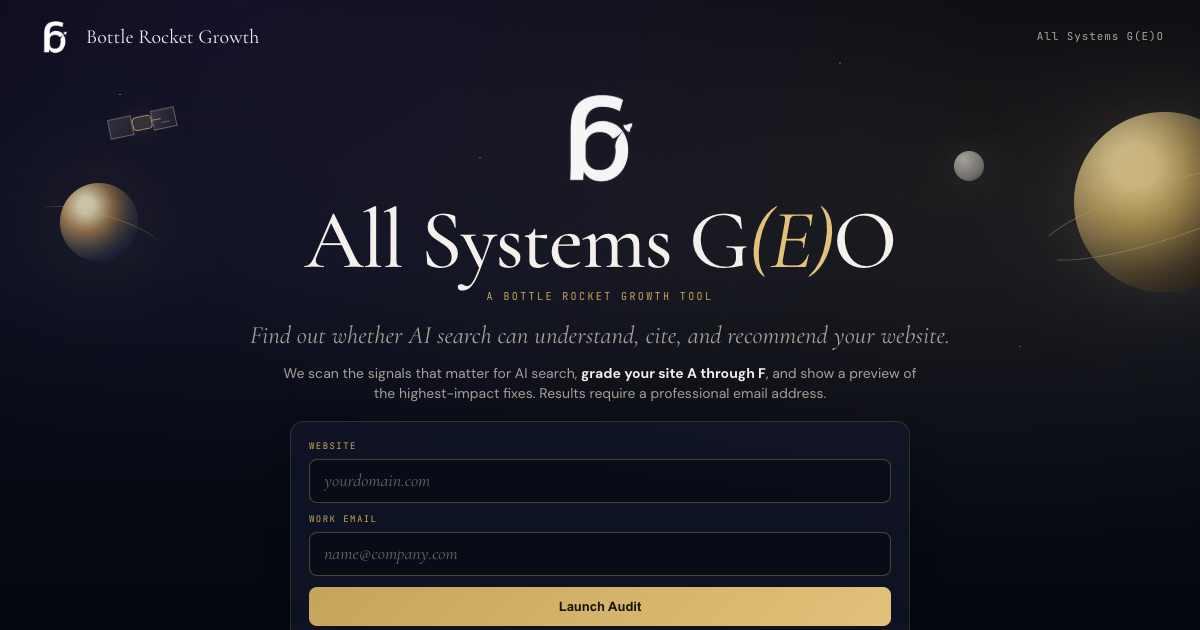 Bottle Rocket Growth
All Systems G(E)O
All Systems G(E)O
A BOTTLE ROCKET GROWTH TOOL
Find out whether AI search can understand, cite, and recommend your website.
We scan the signals that matter for AI search, grade your site A through F, and show a preview of
the highest-impact fixes. Results require a professional email address.
WEBSITE
yourdomain.com
WORK EMAIL
name@company.com
Launch Audit